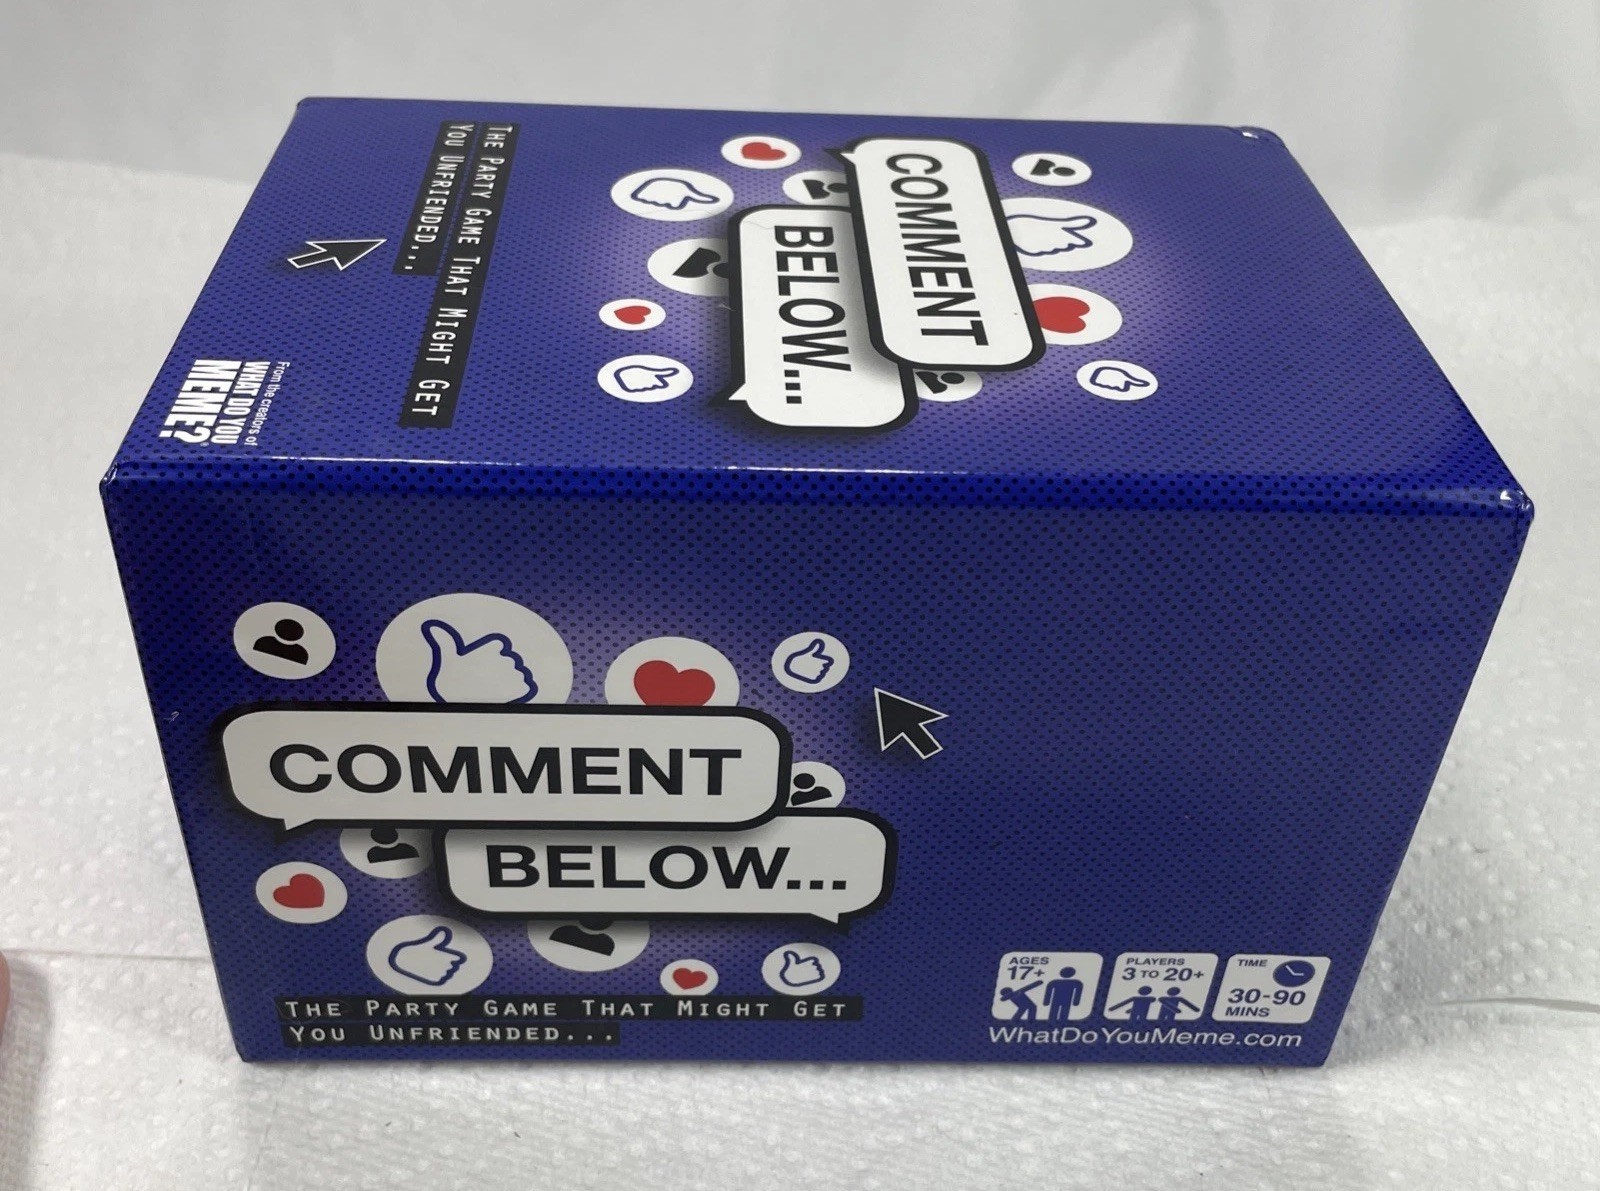 COMMENT
BELOW...
THE PARTY GAME THAT MIGHT GET
YOU UNFRIENDED...
From the creators of
WHAT DO YOU
MEME?®
COMMENT
BELOW...
THE PARTY GAME THAT MIGHT GET
YOU UNFRIENDED...
AGES
17+
PLAYERS
3 TO 20+
TIME
30-90
MINS
WhatDoYouMeme.com